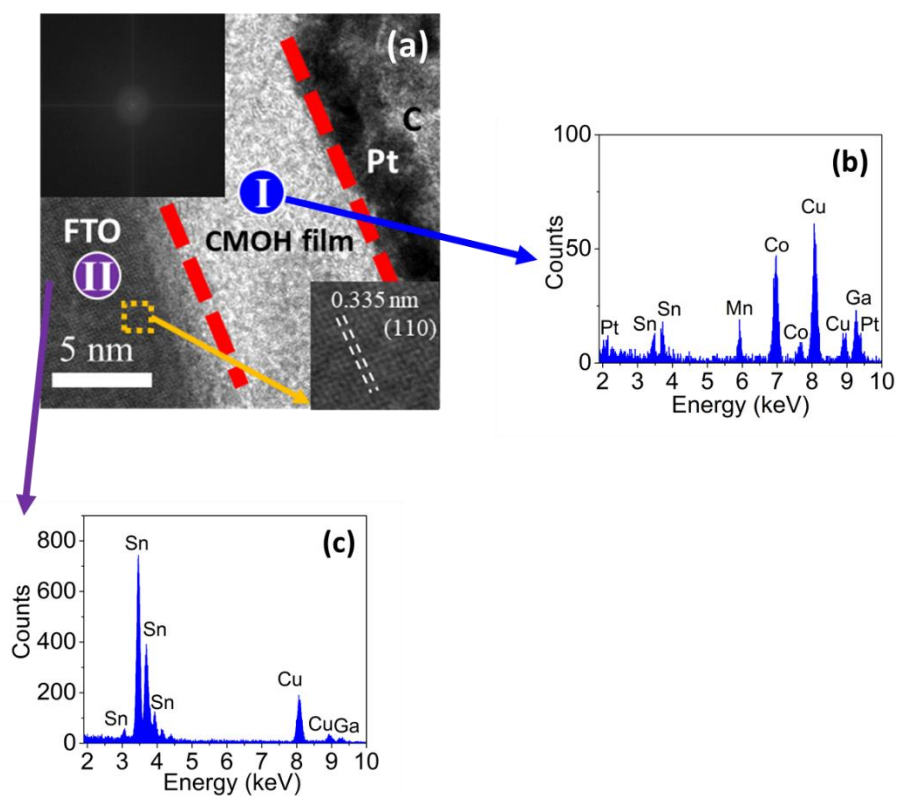 (a)
C
Pt
I
FTO
II
CMOH film
0.335 nm
(110)
5 nm
(b)
100
50
0
Counts
Pt
Sn
Sn
Mn
Co
Co
Cu
Cu
Ga
Pt
2 3 4 5 6 7 8 9 10
Energy (keV)
(c)
800
600
400
200
0
Counts
Sn
Sn
Sn
Sn
Cu
Cu
Ga
2 3 4 5 6 7 8 9 10
Energy (keV)